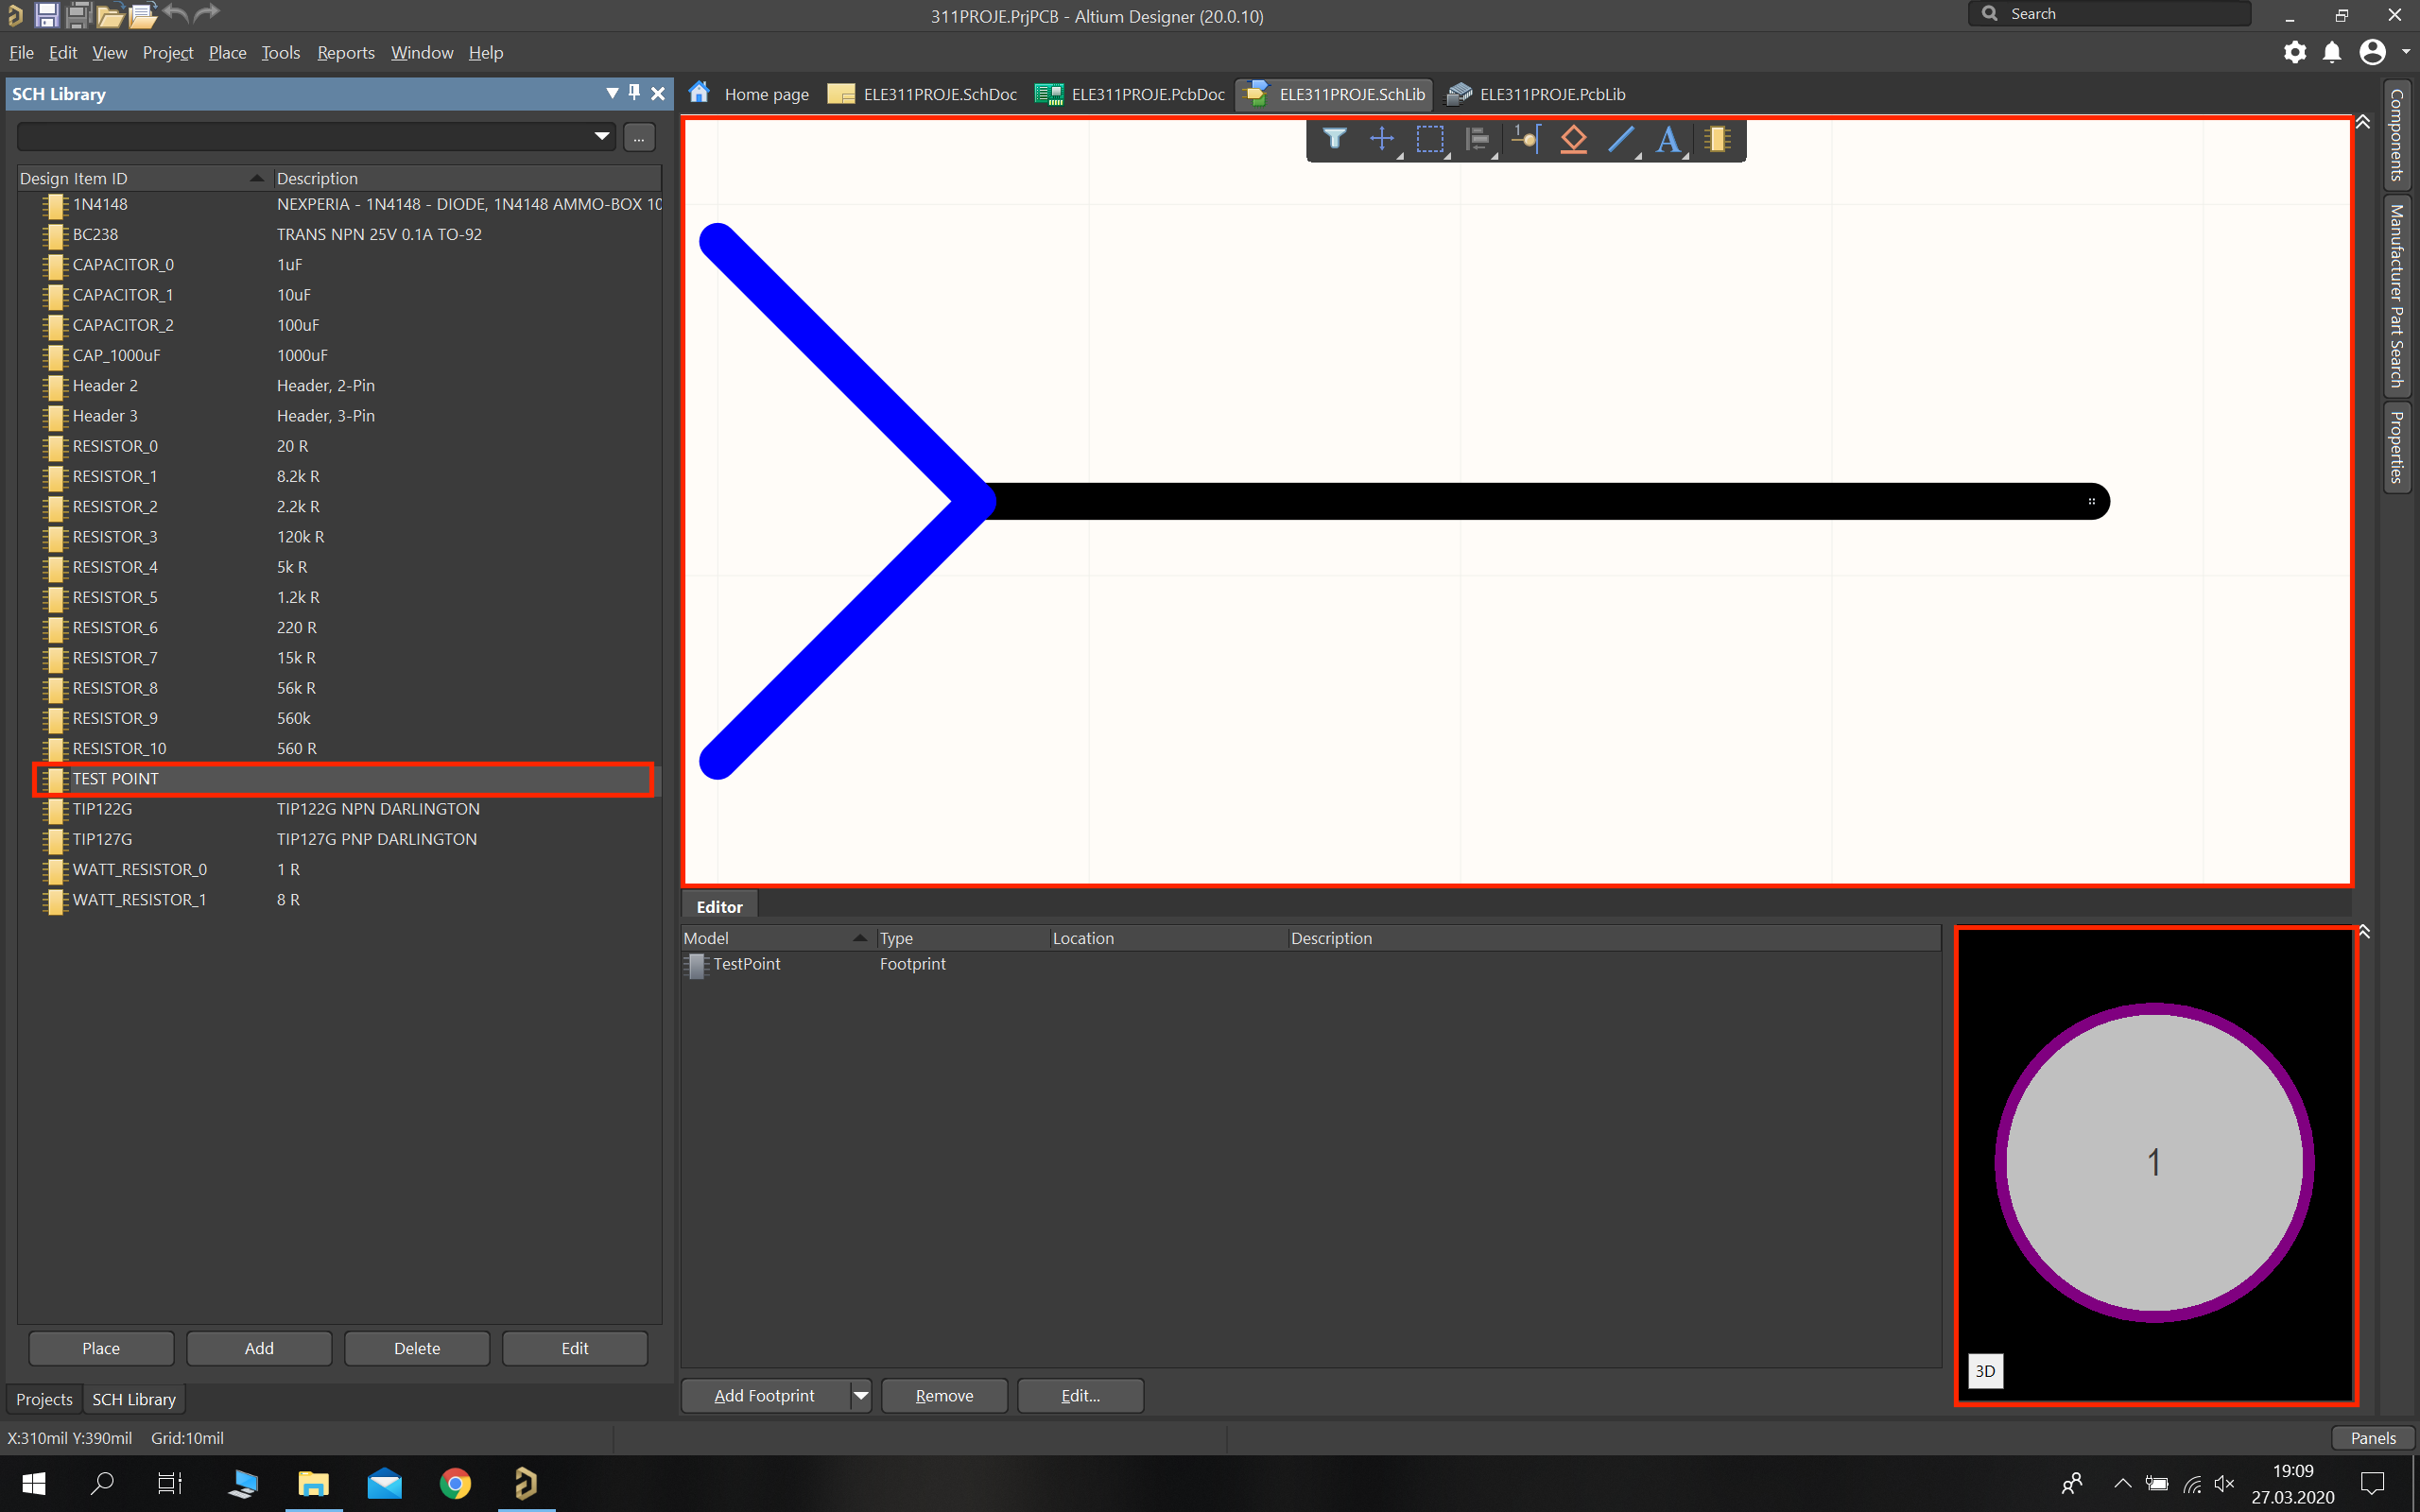 311PROJE.PrjPCB - Altium Designer (20.0.10)
Search
File Edit View Project Place Tools Reports Window Help
SCH Library
Home page ELE311PROJE.SchDoc ELE311PROJE.PcbDoc ELE311PROJE.SchLib ELE311PROJE.PcbLib
...
Design Item ID Description
1N4148 NEXPERIA - 1N4148 - DIODE, 1N4148 AMMO-BOX 10
BC238 TRANS NPN 25V 0.1A TO-92
CAPACITOR_0 1uF
CAPACITOR_1 10uF
CAPACITOR_2 100uF
CAP_1000uF 1000uF
Header 2 Header, 2-Pin
Header 3 Header, 3-Pin
RESISTOR_0 20 R
RESISTOR_1 8.2k R
RESISTOR_2 2.2k R
RESISTOR_3 120k R
RESISTOR_4 5k R
RESISTOR_5 1.2k R
RESISTOR_6 220 R
RESISTOR_7 15k R
RESISTOR_8 56k R
RESISTOR_9 560k
RESISTOR_10 560 R
TEST POINT
TIP122G TIP122G NPN DARLINGTON
TIP127G TIP127G PNP DARLINGTON
WATT_RESISTOR_0 1 R
WATT_RESISTOR_1 8 R
Place Add Delete Edit
Projects SCH Library
1
A
Components
Manufacturer Part Search
Properties
Editor
Model Type Location Description
TestPoint Footprint
1
3D
Add Footprint Remove Edit...
X:310mil Y:390mil Grid:10mil
Panels
19:09
27.03.2020